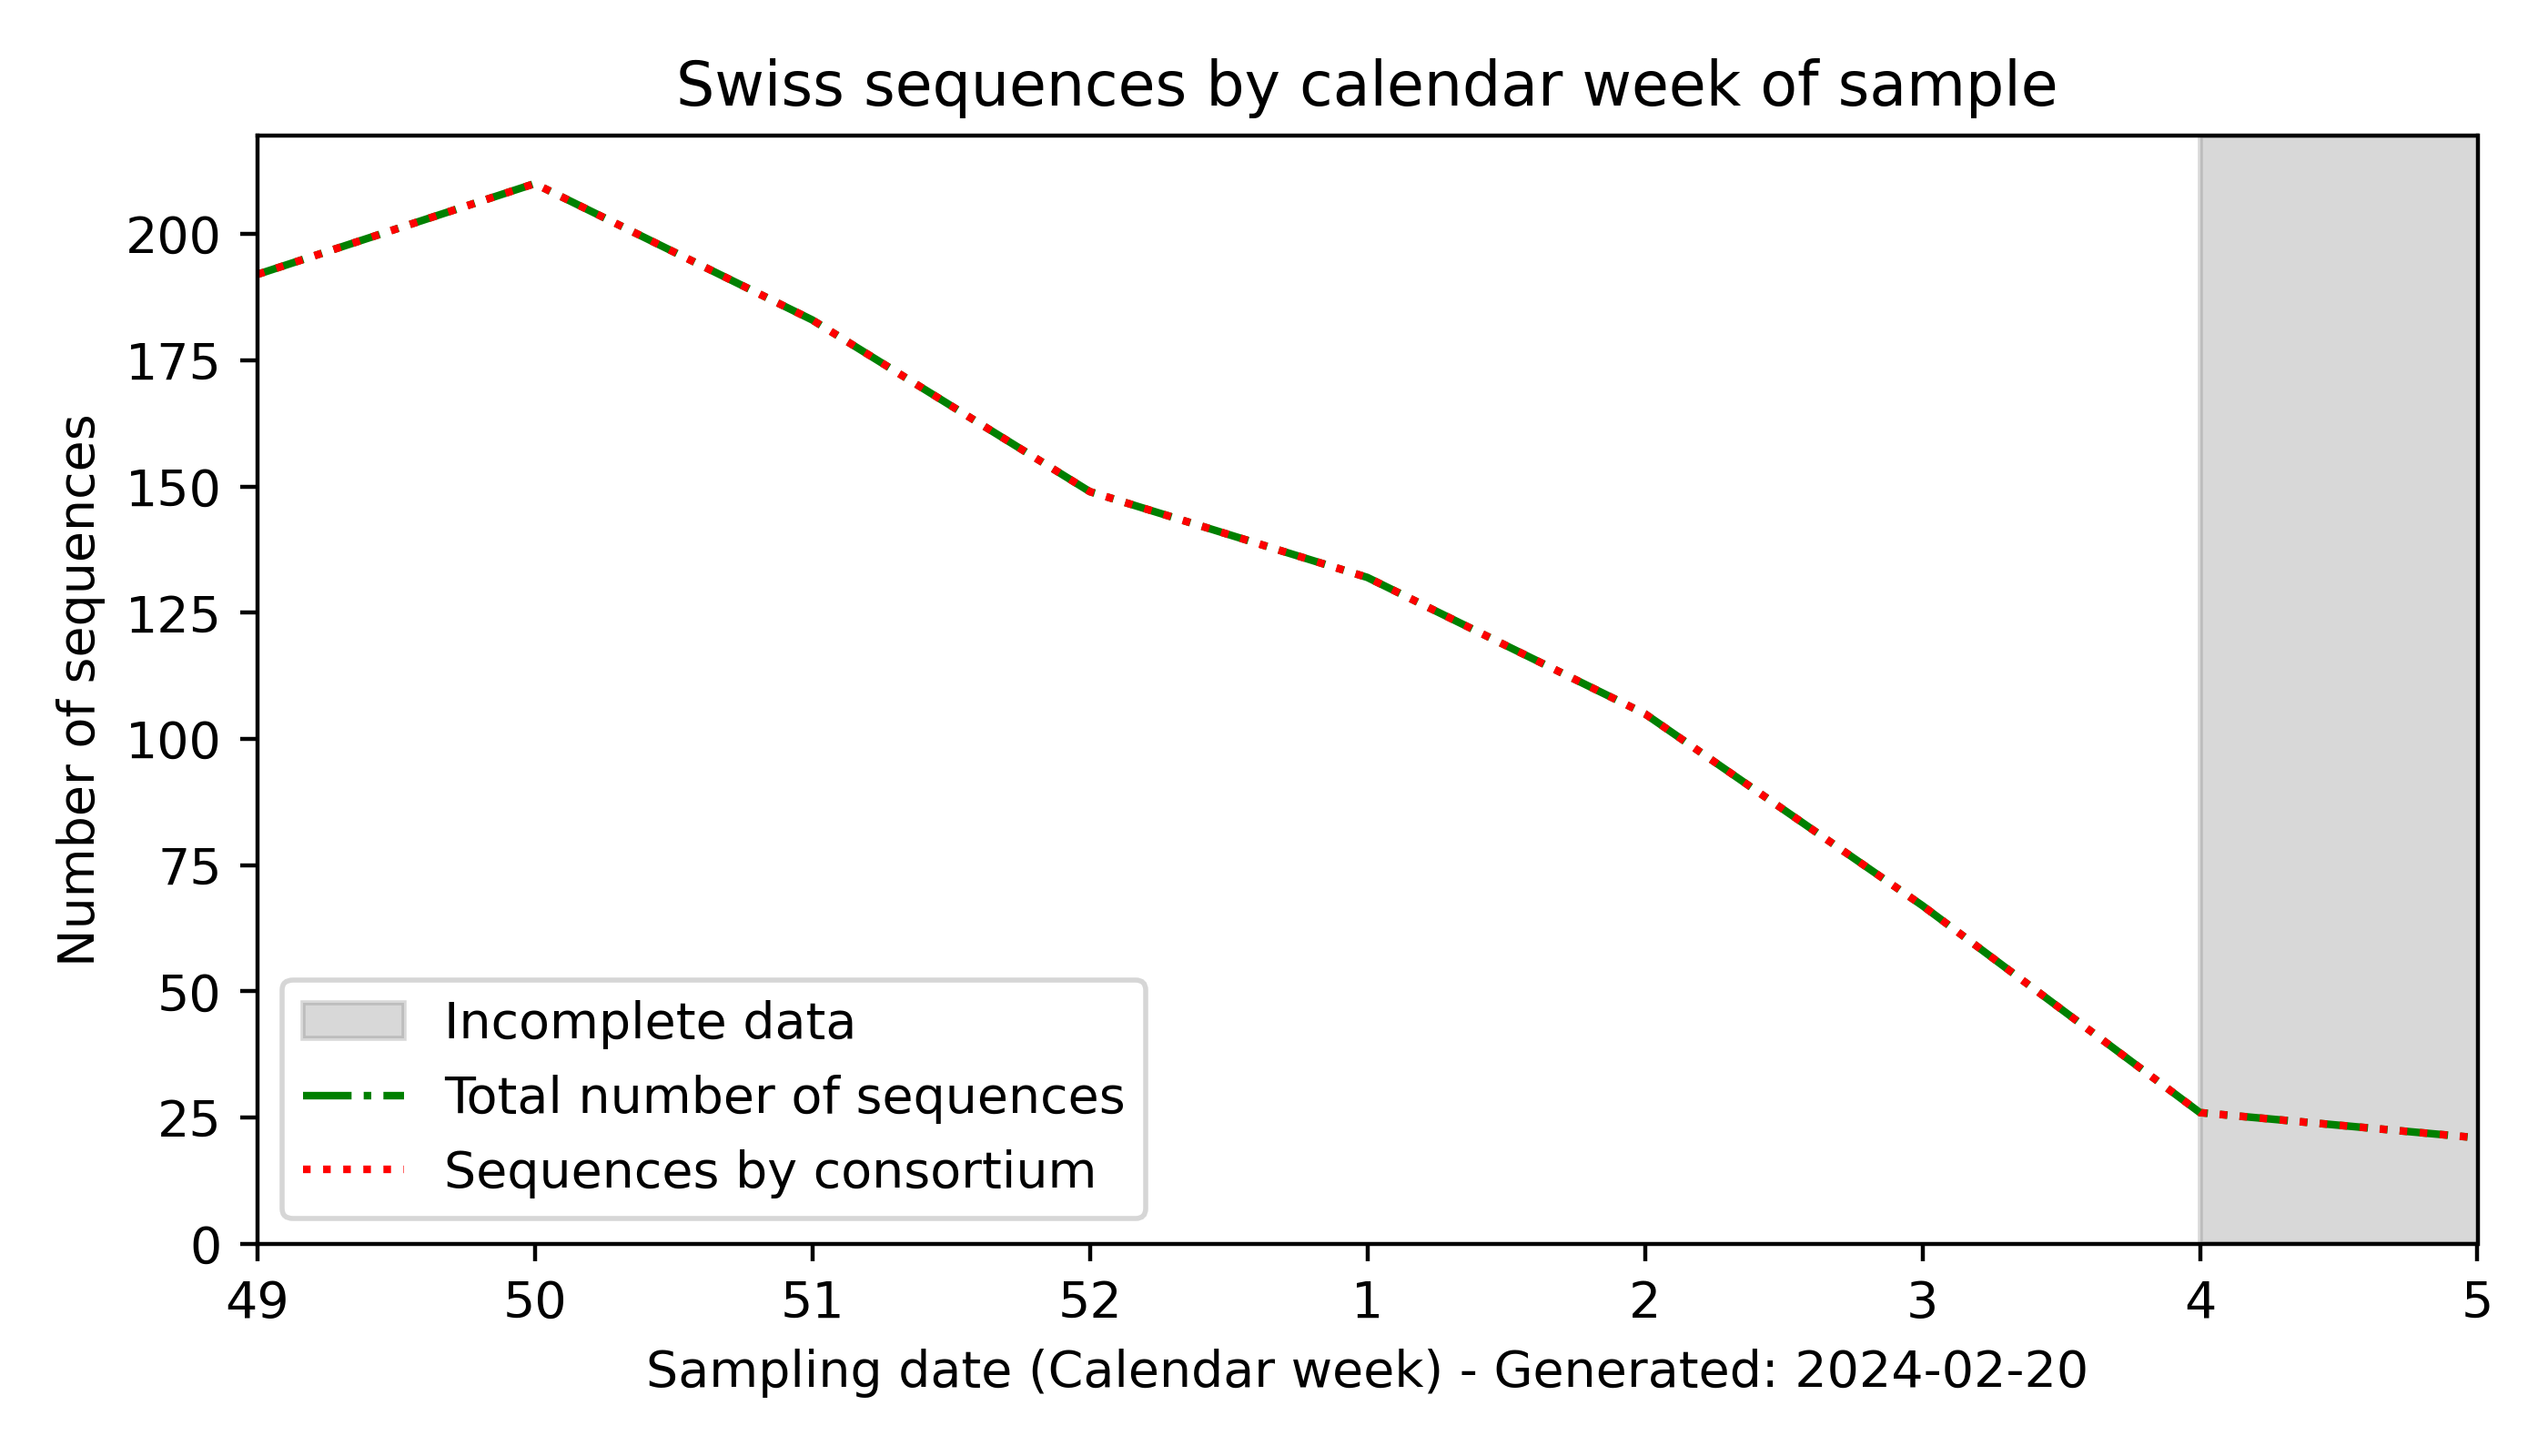 Swiss sequences by calendar week of sample
Number of sequences
200
175
150
125
100
75
50
25
0
Incomplete data
Total number of sequences
Sequences by consortium
49 50 51 52 1 2 3 4 5
Sampling date (Calendar week) - Generated: 2024-02-20